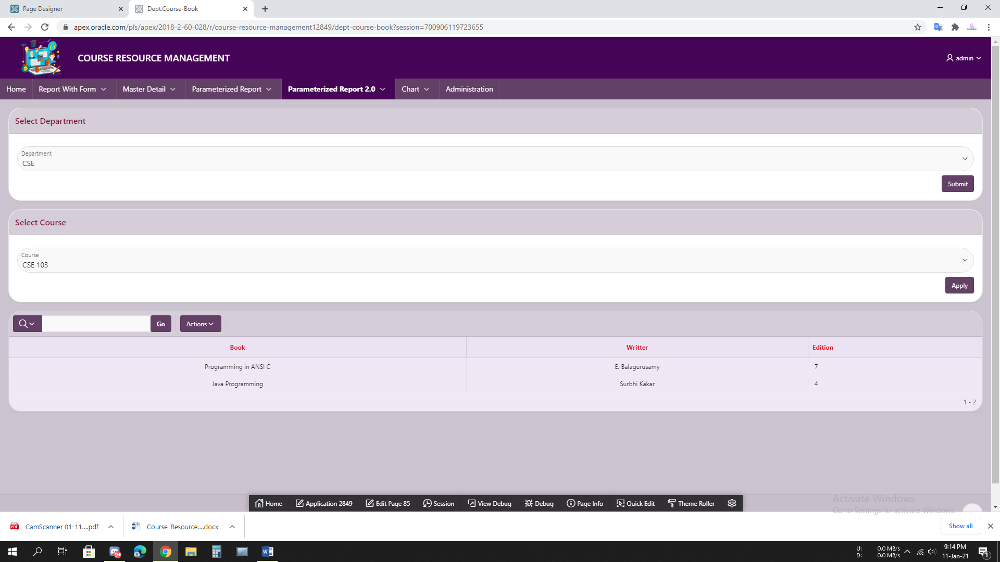 Page Designer
Dept.Course-Book
apex.oracle.com/pls/apex/2018-2-60-028/r/course-resource-management12849/dept-course-book?session=700906119723655
COURSE RESOURCE MANAGEMENT
admin
Home Report With Form Master Detail Parameterized Report Parameterized Report 2.0 Chart Administration
Select Department
Department
CSE
Submit
Select Course
Course
CSE 103
Apply
Go Actions
Book Writter Edition
Programming in ANSI C E. Balagurusamy 7
Java Programming Surbhi Kakar 4
1 - 2
Home Application 2849 Edit Page 85 Session View Debug Debug Page Info Quick Edit Theme Roller
Activate Windows
Go to Settings to activate Windows.
PDF CamScanner 01-11....pdf Course_Resource....docx Show all
9+
U: 0.0 MB/s
D: 0.0 MB/s
9:14 PM
11-Jan-21
1